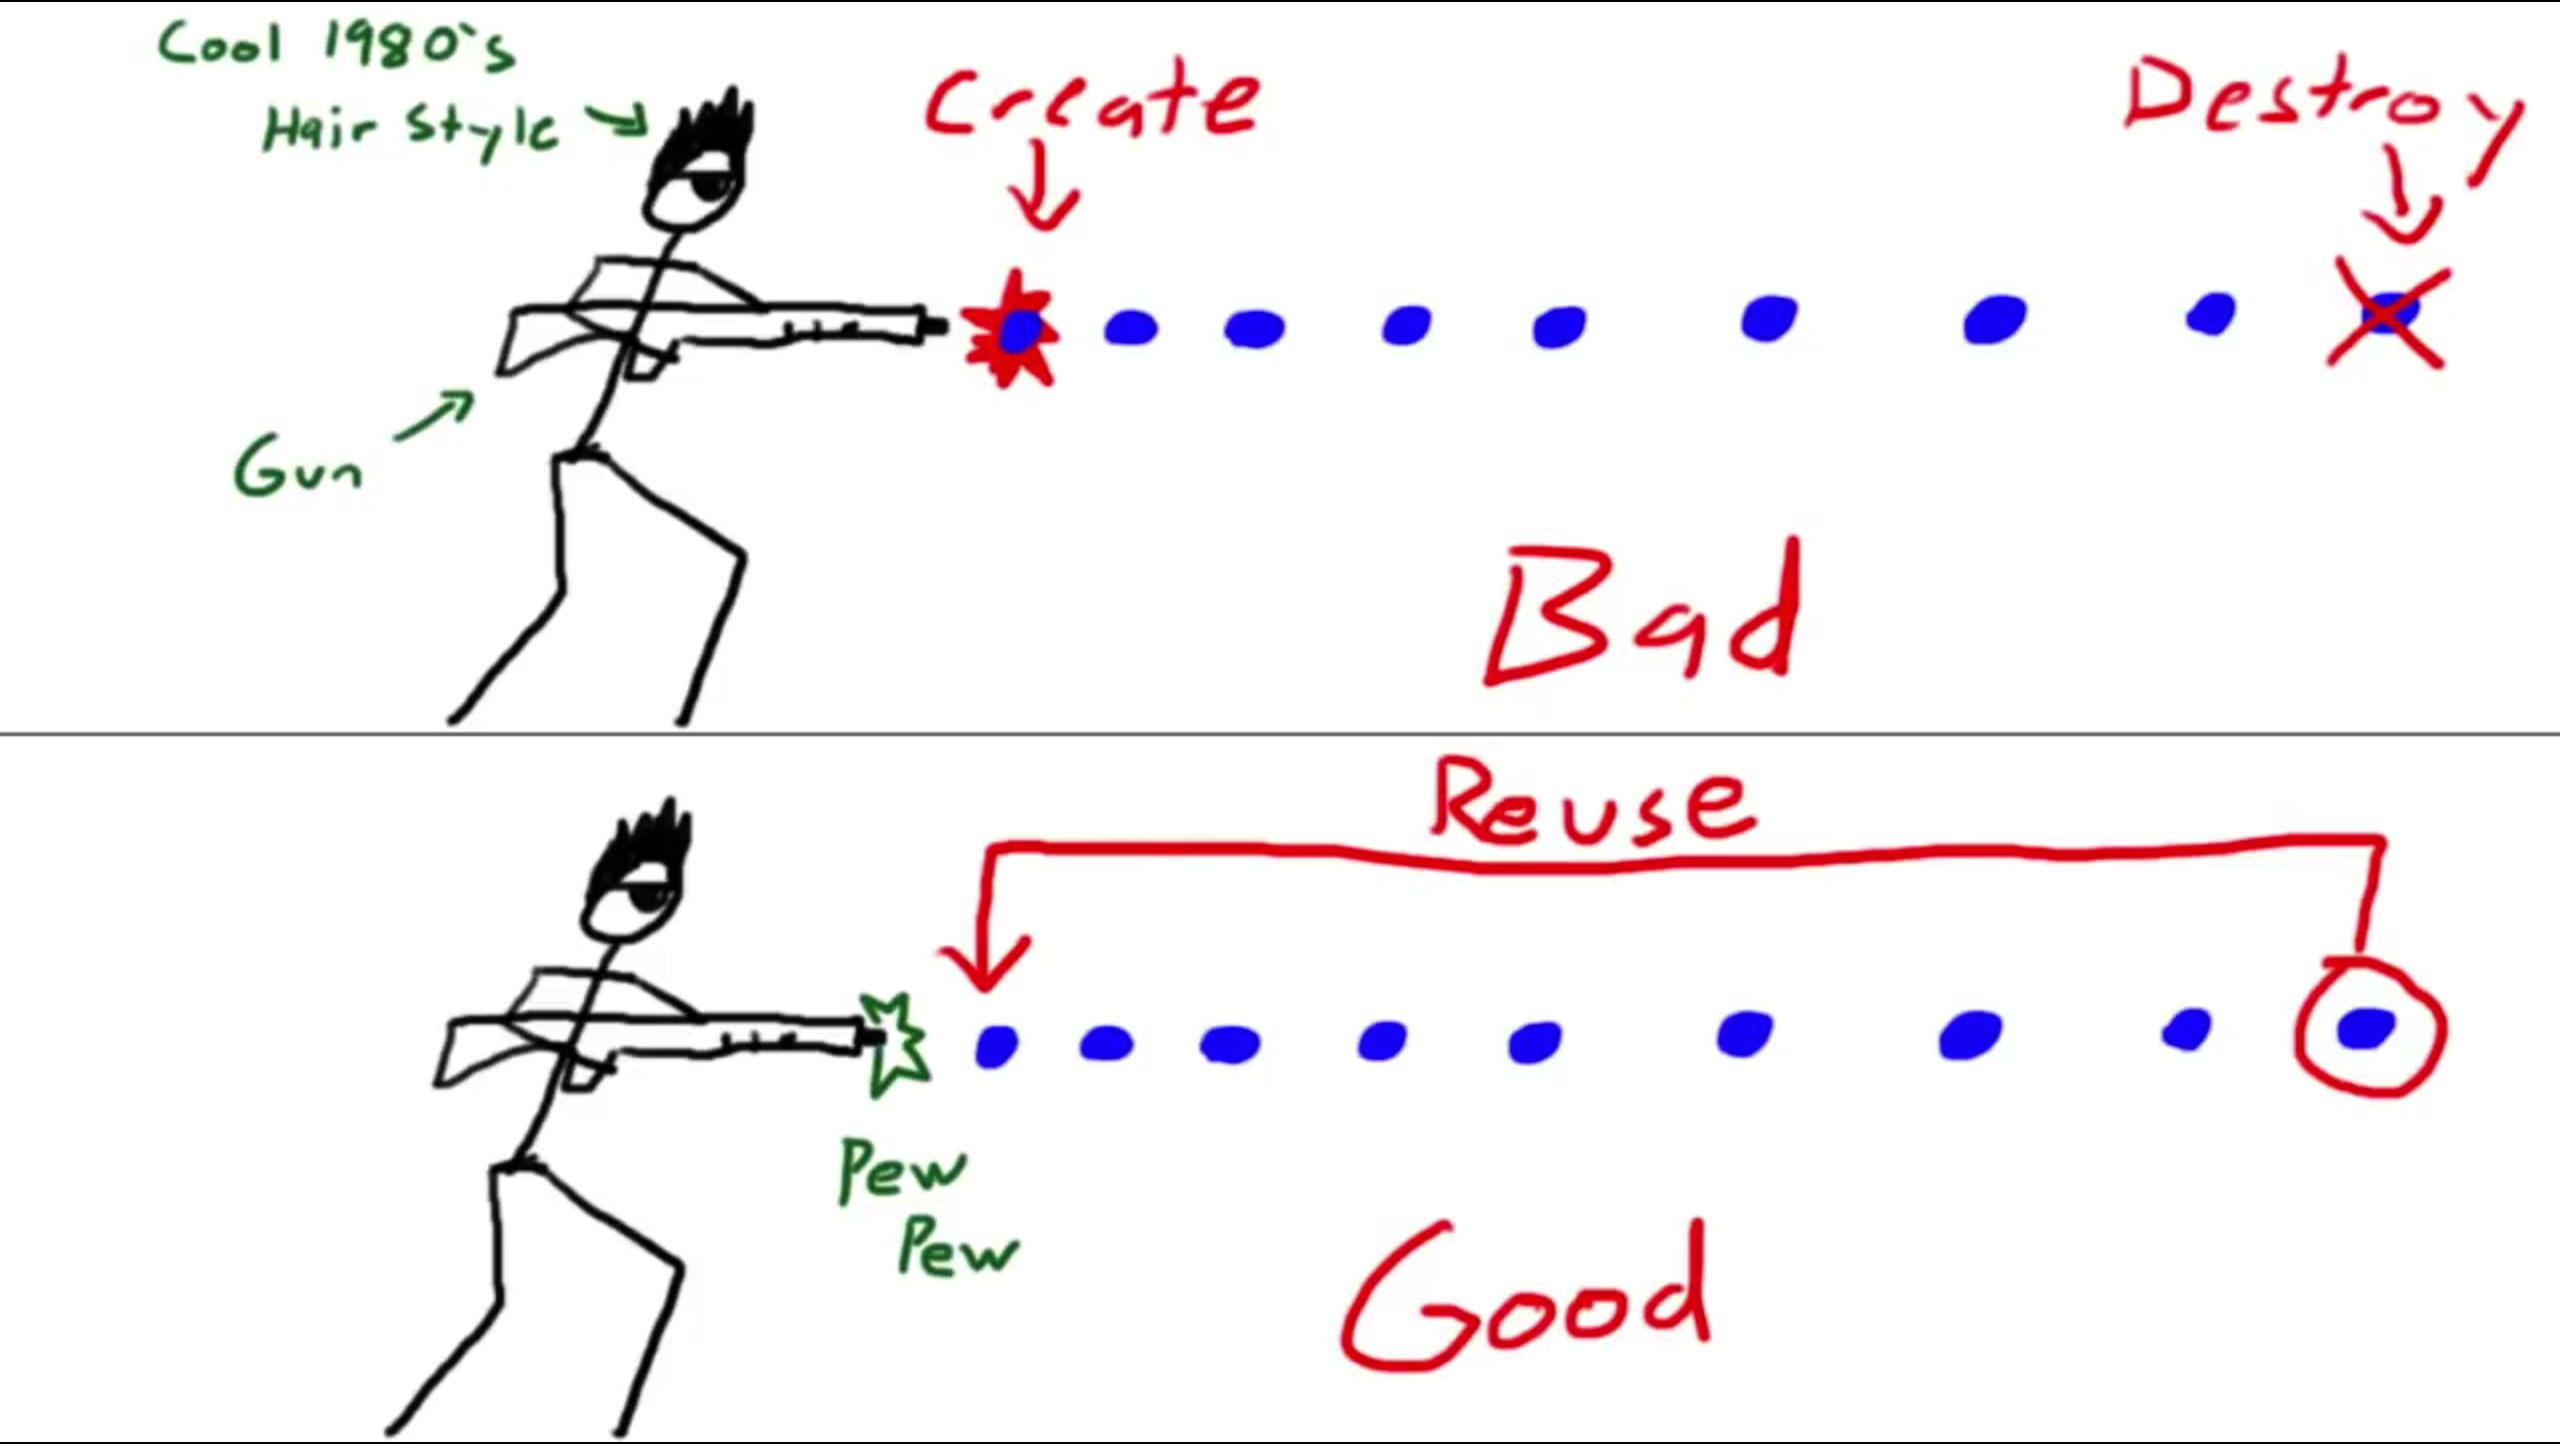 Cool 1980's
Hair Style
Create
Destroy
Gun
Bad
Reuse
Pew
Pew
Good